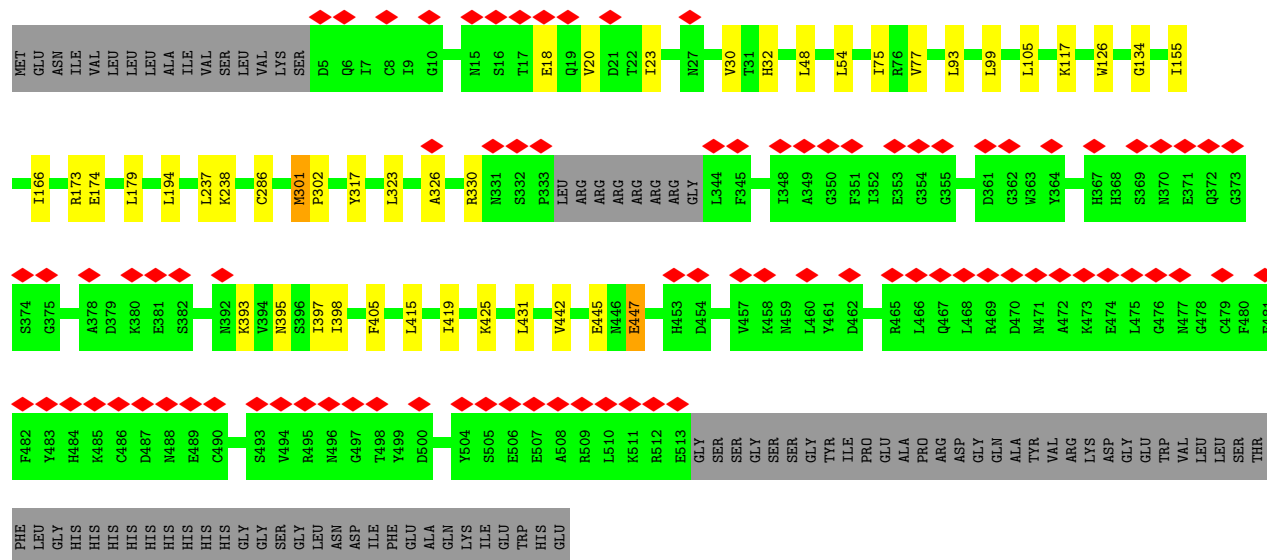 MET GLU ASN ILE VAL LEU LEU LEU ALA ILE VAL SER LEU VAL LYS SER D5 Q6 I7 C8 I9 G10 N15 S16 T17 E18 Q19 V20 D21 T22 I23 N27 V30 T31 H32 L48 L54 I75 R76 V77 L93 L99 L105 K117 W126 G134 I155
I166 R173 E174 L179 L194 L237 K238 C286 M301 P302 Y317 L323 A326 R330 N331 S332 P333 LEU ARG ARG ARG ARG ARG GLY L344 F345 I348 A349 G350 F351 I352 E353 G354 G355 D361 G362 W363 Y364 H367 H368 S369 N370 E371 Q372 G373
S374 G375 A378 D379 K380 E381 S382 N392 K393 V394 N395 S396 I397 I398 F405 L415 I419 K425 L431 V442 E445 N446 E447 H453 D454 V457 K458 N459 L460 Y461 D462 R465 L466 Q467 L468 R469 D470 N471 A472 K473 E474 L475 G476 N477 G478 C479 F480
F482 Y483 H484 K485 C486 D487 N488 E489 C490 S493 V494 R495 N496 G497 T498 Y499 D500 Y504 S505 E506 E507 A508 R509 L510 K511 R512 E513 GLY SER SER GLY SER SER GLY TYR ILE PRO GLU ALA PRO ARG ASP GLY GLN ALA TYR VAL ARG LYS ASP GLY GLU TRP VAL LEU LEU SER THR
PHE LEU GLY HIS HIS HIS HIS HIS HIS HIS HIS GLY GLY SER GLY LEU ASN ASP ILE PHE GLU ALA GLN LYS ILE GLU TRP HIS GLU